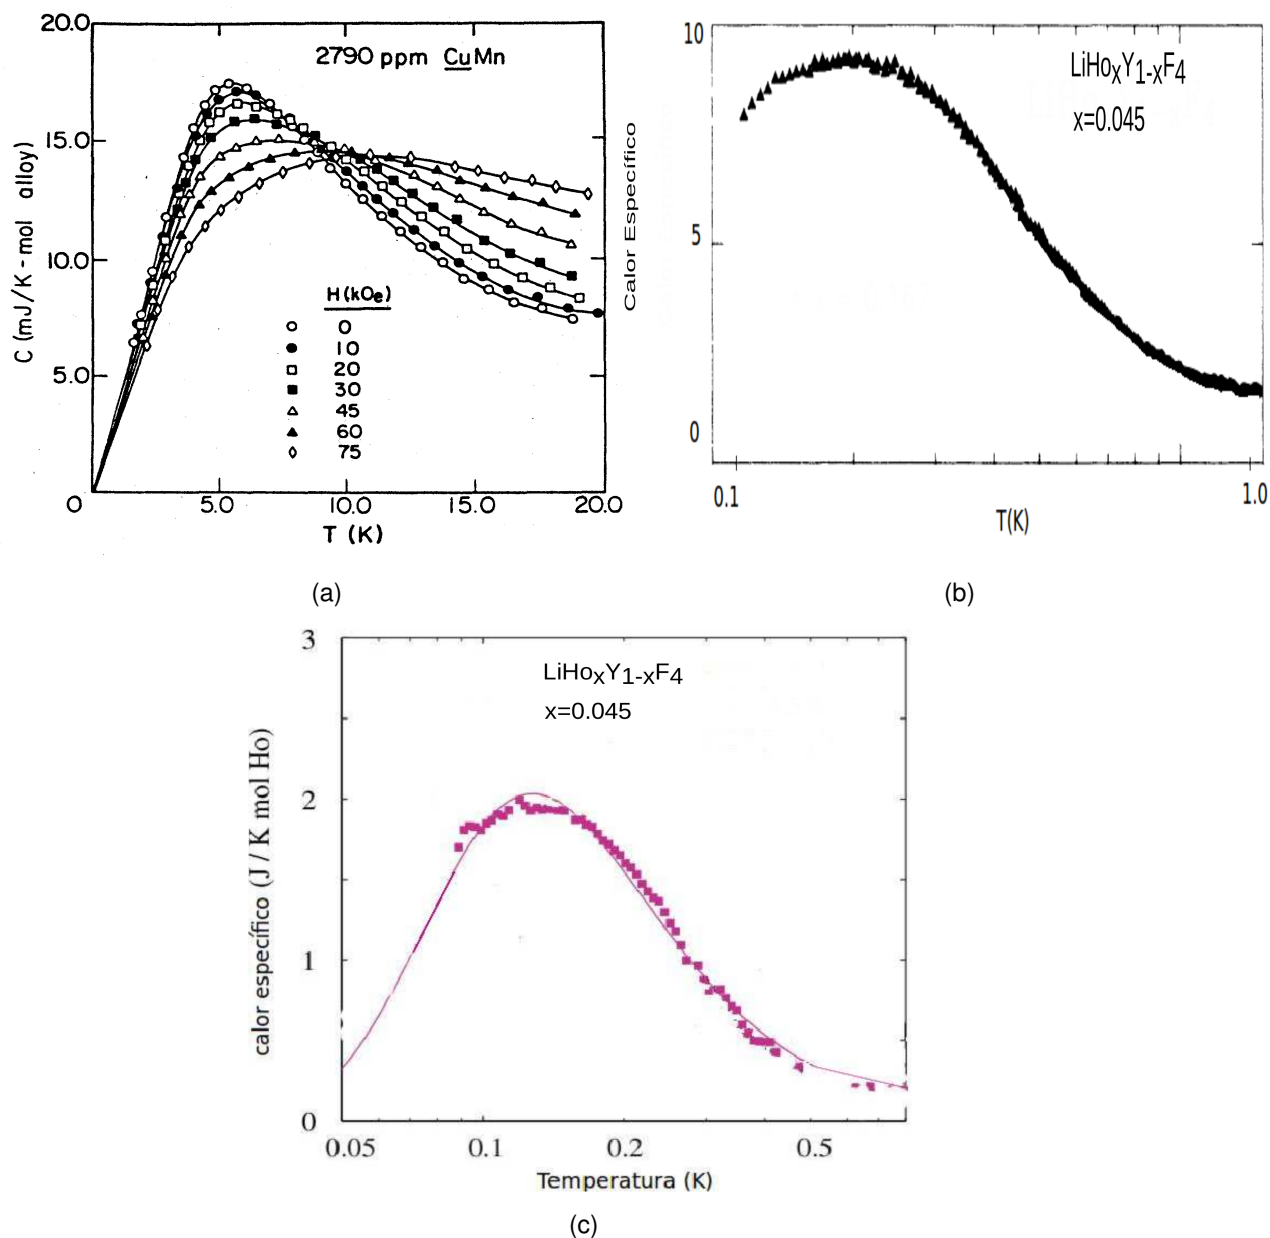 20.0
15.0
10.0
5.0
0
5.0
10.0
15.0
20.0
C (mJ/K-mol alloy)
T (K)
2790 ppm CuMn
H (kOe)
0
10
20
30
45
60
75
(a)
10
5
0
0.1
1.0
Calor Específico
T(K)
LiHoxY1-xF4
x=0.045
(b)
3
2
1
0
0.05
0.1
0.2
0.5
calor específico (J / K mol Ho)
Temperatura (K)
LiHoxY1-xF4
x=0.045
(c)